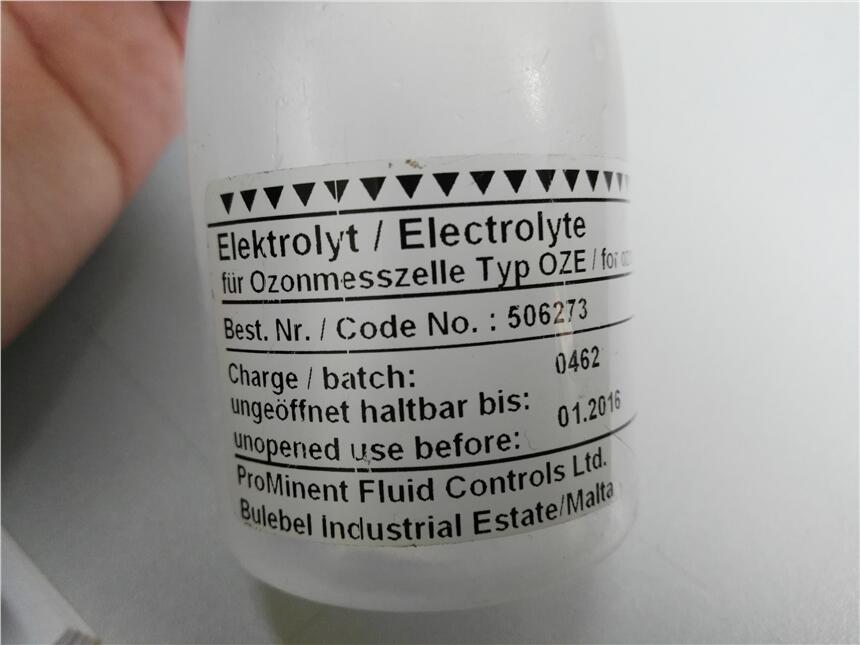 Elektrolyt / Electrolyte
für Ozonmesszelle Typ OZE / for
Best. Nr. / Code No. : 506273
Charge / batch: 0462
ungeöffnet haltbar bis: 01.2016
unopened use before:
ProMinent Fluid Controls Ltd.
Bulebel Industrial Estate/Malta